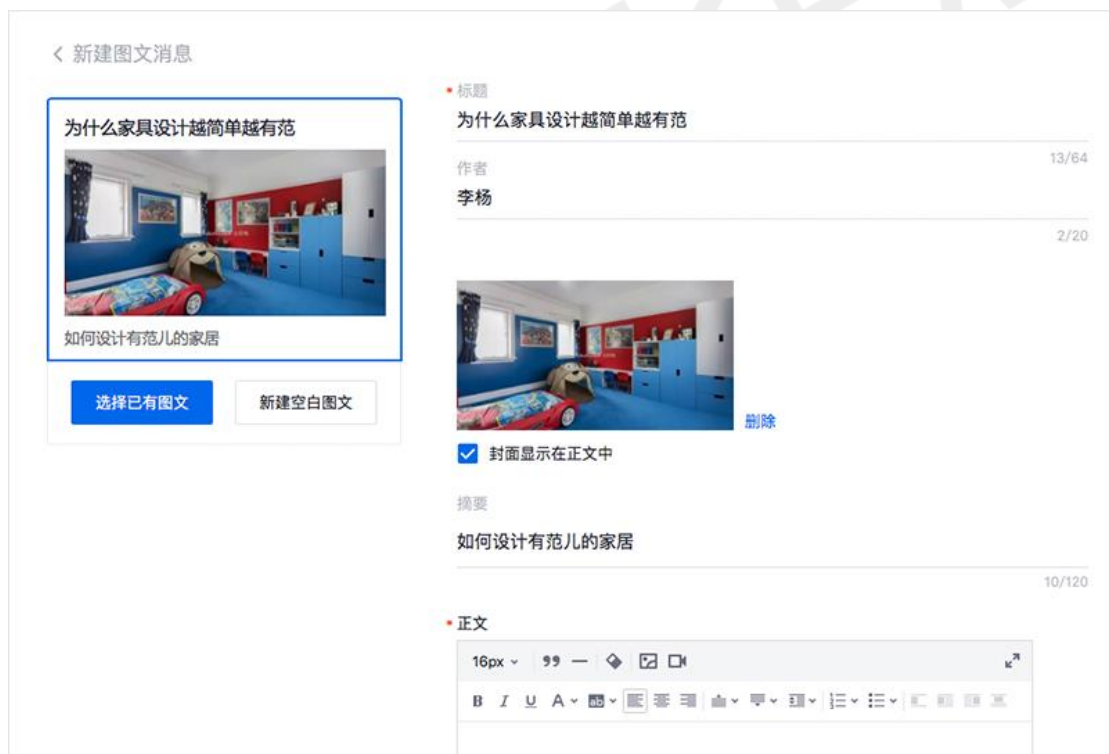 新建图文消息
为什么家具设计越简单越有范
如何设计有范儿的家居
选择已有图文 新建空白图文
标题
为什么家具设计越简单越有范
13/64
作者
李杨
2/20
删除
封面显示在正文中
摘要
如何设计有范儿的家居
10/120
正文
16px
B I U A ab